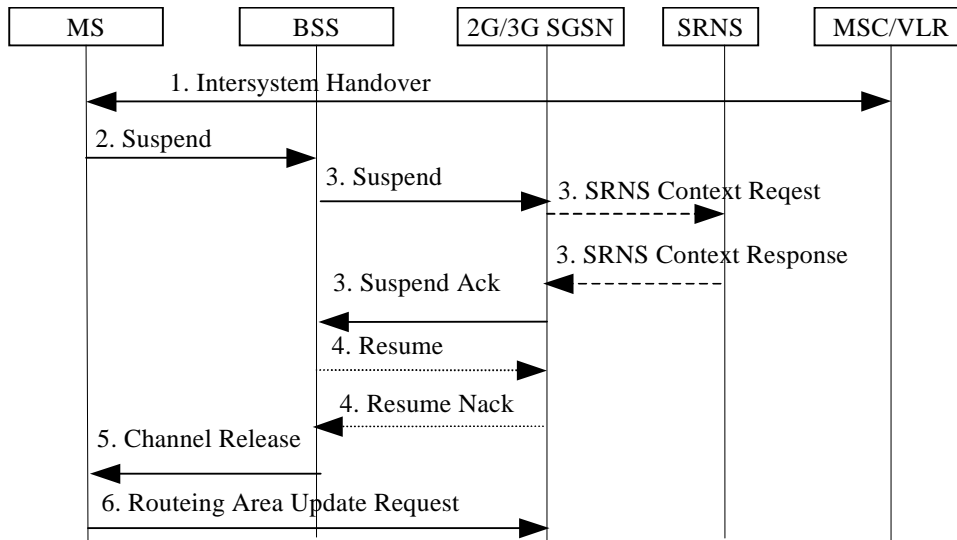 MS BSS 2G/3G SGSN SRNS MSC/VLR
1. Intersystem Handover
2. Suspend
3. Suspend
3. SRNS Context Reqest
3. SRNS Context Response
3. Suspend Ack
4. Resume
4. Resume Nack
5. Channel Release
6. Routeing Area Update Request